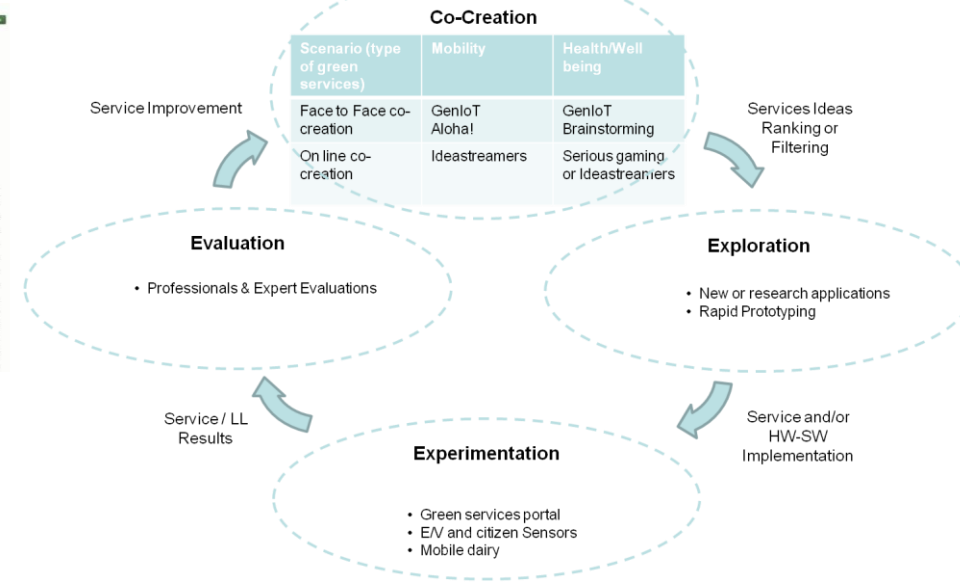 Co-Creation
Scenario (type of green services)
Mobility
Health/Well being
Face to Face co-creation
GenIoT
Aloha!
GenIoT
Brainstorming
On line co-creation
Ideastreamers
Serious gaming
or Ideastreamers
Service Improvement
Services Ideas
Ranking or
Filtering
Evaluation
• Professionals & Expert Evaluations
Exploration
• New or research applications
• Rapid Prototyping
Service / LL
Results
Service and/or
HW-SW
Implementation
Experimentation
• Green services portal
• E/V and citizen Sensors
• Mobile dairy